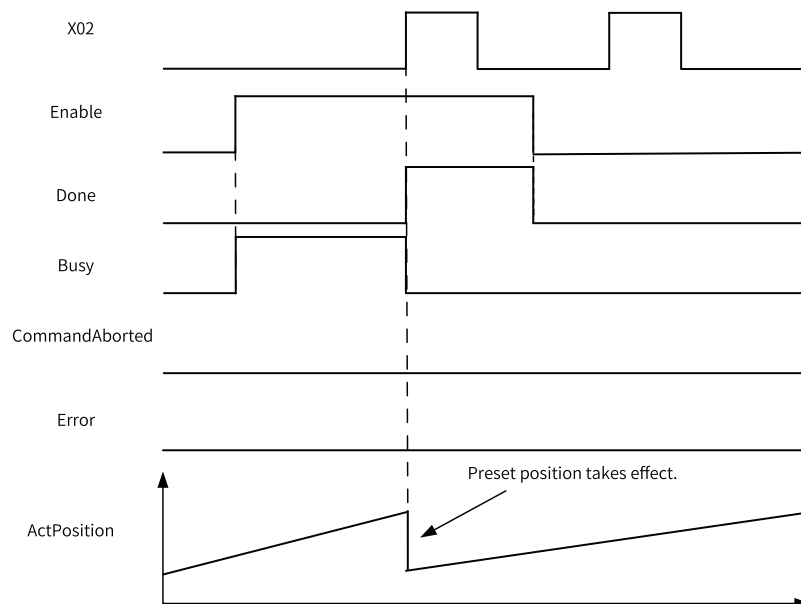 X02
Enable
Done
Busy
CommandAborted
Error
Preset position takes effect.
ActPosition